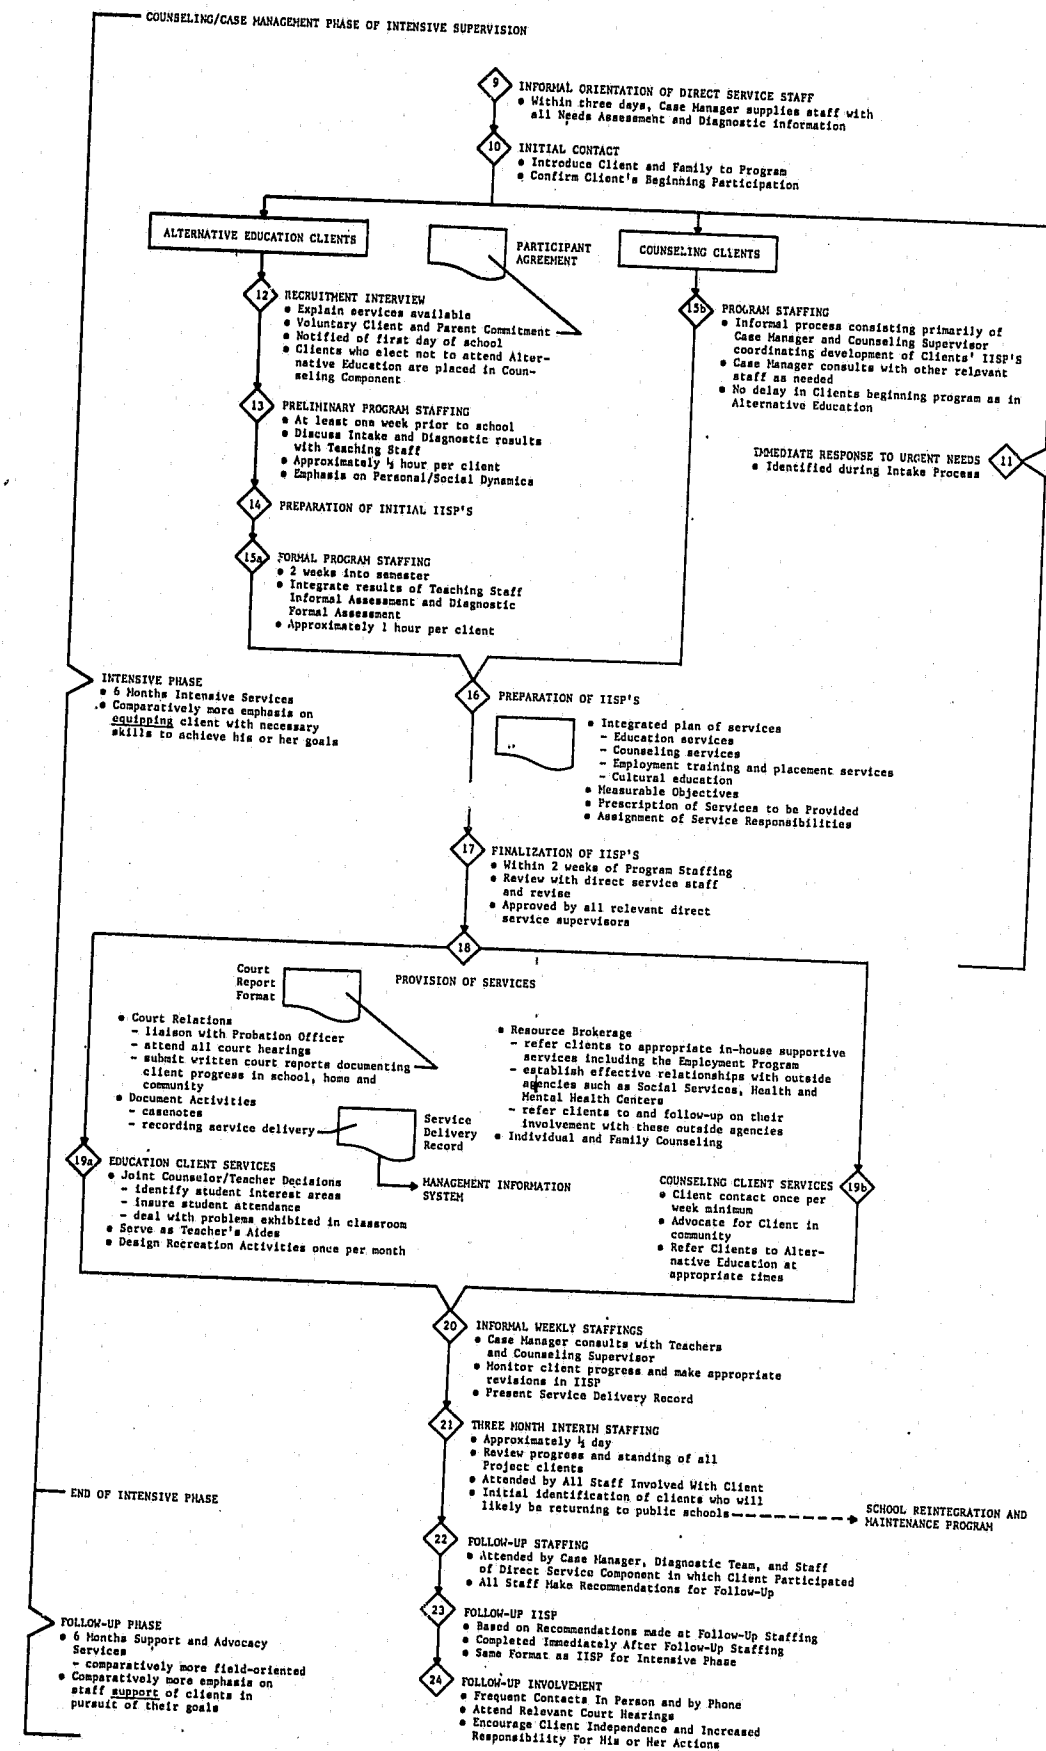 COUNSELING/CASE MANAGEMENT PHASE OF INTENSIVE SUPERVISION
9
INFORMAL ORIENTATION OF DIRECT SERVICE STAFF
• Within three days, Case Manager supplies staff with
all Needs Assessment and Diagnostic information
10
INITIAL CONTACT
• Introduce Client and Family to Program
• Confirm Client's Beginning Participation
ALTERNATIVE EDUCATION CLIENTS
PARTICIPANT
AGREEMENT
COUNSELING CLIENTS
12
RECRUITMENT INTERVIEW
• Explain services available
• Voluntary Client and Parent Commitment
• Notified of first day of school
• Clients who elect not to attend Alter-
native Education are placed in Coun-
seling Component
15b
PROGRAM STAFFING
• Informal process consisting primarily of
Case Manager and Counseling Supervisor
coordinating development of Clients' IISP'S
• Case Manager consults with other relevant
staff as needed
• No delay in Clients beginning program as in
Alternative Education
13
PRELIMINARY PROGRAM STAFFING
• At least one week prior to school
• Discuss Intake and Diagnostic results
with Teaching Staff
• Approximately ½ hour per client
• Emphasis on Personal/Social Dynamics
IMMEDIATE RESPONSE TO URGENT NEEDS
• Identified during Intake Process
11
14
PREPARATION OF INITIAL IISP'S
15a
FORMAL PROGRAM STAFFING
• 2 weeks into semester
• Integrate results of Teaching Staff
Informal Assessment and Diagnostic
Formal Assessment
• Approximately 1 hour per client
INTENSIVE PHASE
• 6 Months Intensive Services
• Comparatively more emphasis on
equipping client with necessary
skills to achieve his or her goals
16
PREPARATION OF IISP'S
• Integrated plan of services
- Education services
- Counseling services
- Employment training and placement services
- Cultural education
• Measurable Objectives
• Prescription of Services to be Provided
• Assignment of Service Responsibilities
17
FINALIZATION OF IISP'S
• Within 2 weeks of Program Staffing
• Review with direct service staff
and revise
• Approved by all relevant direct
service supervisors
18
PROVISION OF SERVICES
Court
Report
Format
• Court Relations
- liaison with Probation Officer
- attend all court hearings
- submit written court reports documenting
client progress in school, home and
community
• Document Activities
- casenotes
- recording service delivery
Service
Delivery
Record
MANAGEMENT INFORMATION
SYSTEM
• Resource Brokerage
- refer clients to appropriate in-house supportive
services including the Employment Program
- establish effective relationships with outside
agencies such as Social Services, Health and
Mental Health Centers
- refer clients to and follow-up on their
involvement with these outside agencies
• Individual and Family Counseling
19a
EDUCATION CLIENT SERVICES
• Joint Counselor/Teacher Decisions
- identify student interest areas
- insure student attendance
- deal with problems exhibited in classroom
• Serve as Teacher's Aides
• Design Recreation Activities once per month
COUNSELING CLIENT SERVICES
19b
• Client contact once per
week minimum
• Advocate for Client in
community
• Refer Clients to Alter-
native Education at
appropriate times
20
INFORMAL WEEKLY STAFFINGS
• Case Manager consults with Teachers
and Counseling Supervisor
• Monitor client progress and make appropriate
revisions in IISP
• Present Service Delivery Record
21
THREE MONTH INTERIM STAFFING
• Approximately ½ day
• Review progress and standing of all
Project clients
• Attended by All Staff Involved With Client
• Initial identification of clients who will
likely be returning to public schools
SCHOOL REINTEGRATION AND
MAINTENANCE PROGRAM
END OF INTENSIVE PHASE
22
FOLLOW-UP STAFFING
• Attended by Case Manager, Diagnostic Team, and Staff
of Direct Service Component in which Client Participated
• All Staff Make Recommendations for Follow-Up
23
FOLLOW-UP IISP
• Based on Recommendations made at Follow-Up Staffing
• Completed Immediately After Follow-Up Staffing
• Same Format as IISP for Intensive Phase
FOLLOW-UP PHASE
• 6 Months Support and Advocacy
Services
- comparatively more field-oriented
• Comparatively more emphasis on
staff support of clients in
pursuit of their goals
24
FOLLOW-UP INVOLVEMENT
• Frequent Contacts In Person and by Phone
• Attend Relevant Court Hearings
• Encourage Client Independence and Increased
Responsibility For His or Her Actions